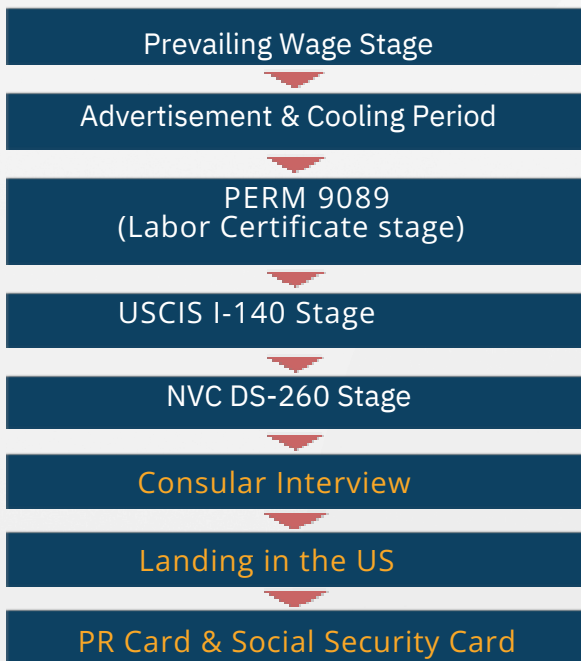 Prevailing Wage Stage
Advertisement & Cooling Period
PERM 9089
(Labor Certificate stage)
USCIS I-140 Stage
NVC DS-260 Stage
Consular Interview
Landing in the US
PR Card & Social Security Card